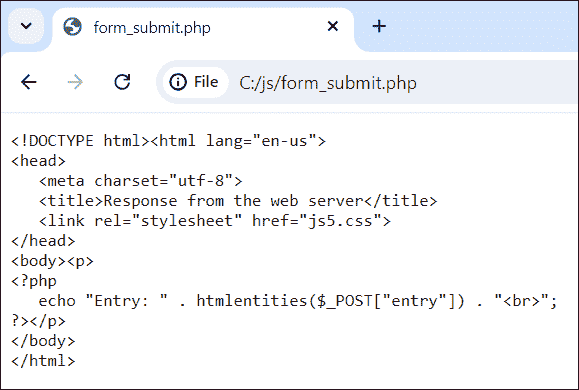 form_submit.php
File C:/js/form_submit.php
<!DOCTYPE html><html lang="en-us">
<head>
   <meta charset="utf-8">
   <title>Response from the web server</title>
   <link rel="stylesheet" href="js5.css">
</head>
<body><p>
<?php
   echo "Entry: " . htmlentities($_POST["entry"]) . "<br>";
?></p>
</body>
</html>